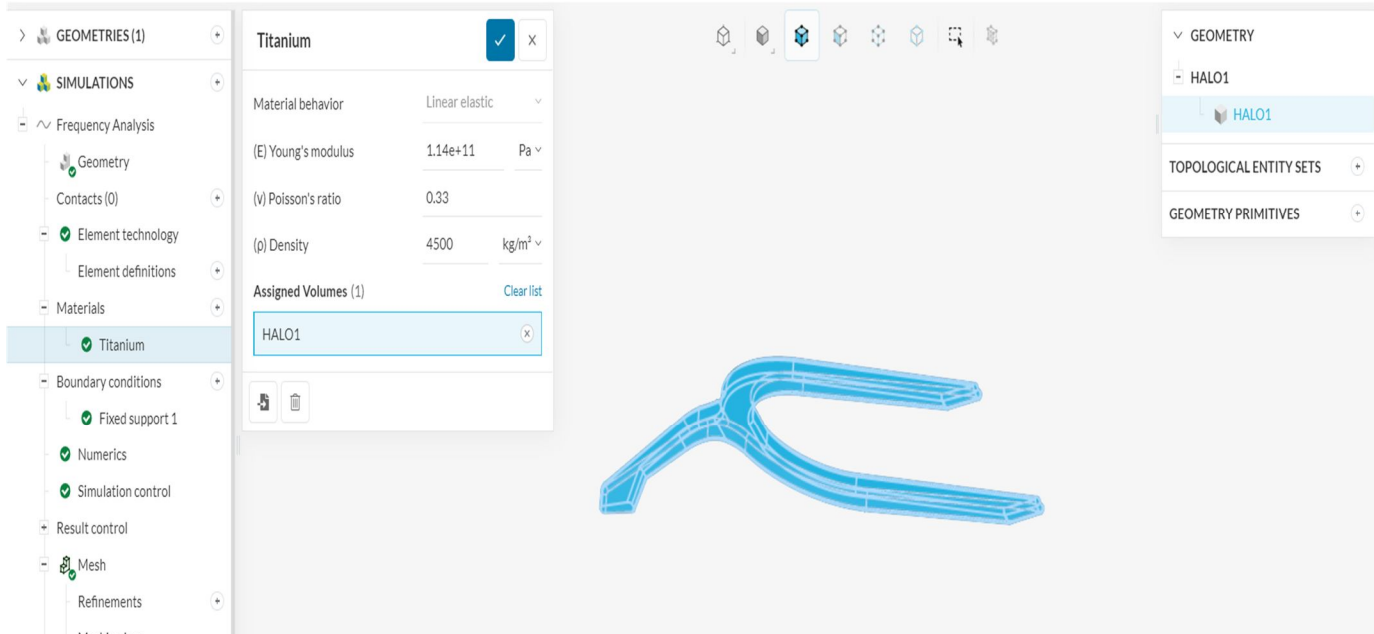 GEOMETRIES (1)
SIMULATIONS
Frequency Analysis
Geometry
Contacts (0)
Element technology
Element definitions
Materials
Titanium
Boundary conditions
Fixed support 1
Numerics
Simulation control
Result control
Mesh
Refinements
Titanium
Material behavior Linear elastic
(E) Young's modulus 1.14e+11 Pa
(v) Poisson's ratio 0.33
(ρ) Density 4500 kg/m³
Assigned Volumes (1) Clear list
HALO1
GEOMETRY
HALO1
HALO1
TOPOLOGICAL ENTITY SETS
GEOMETRY PRIMITIVES